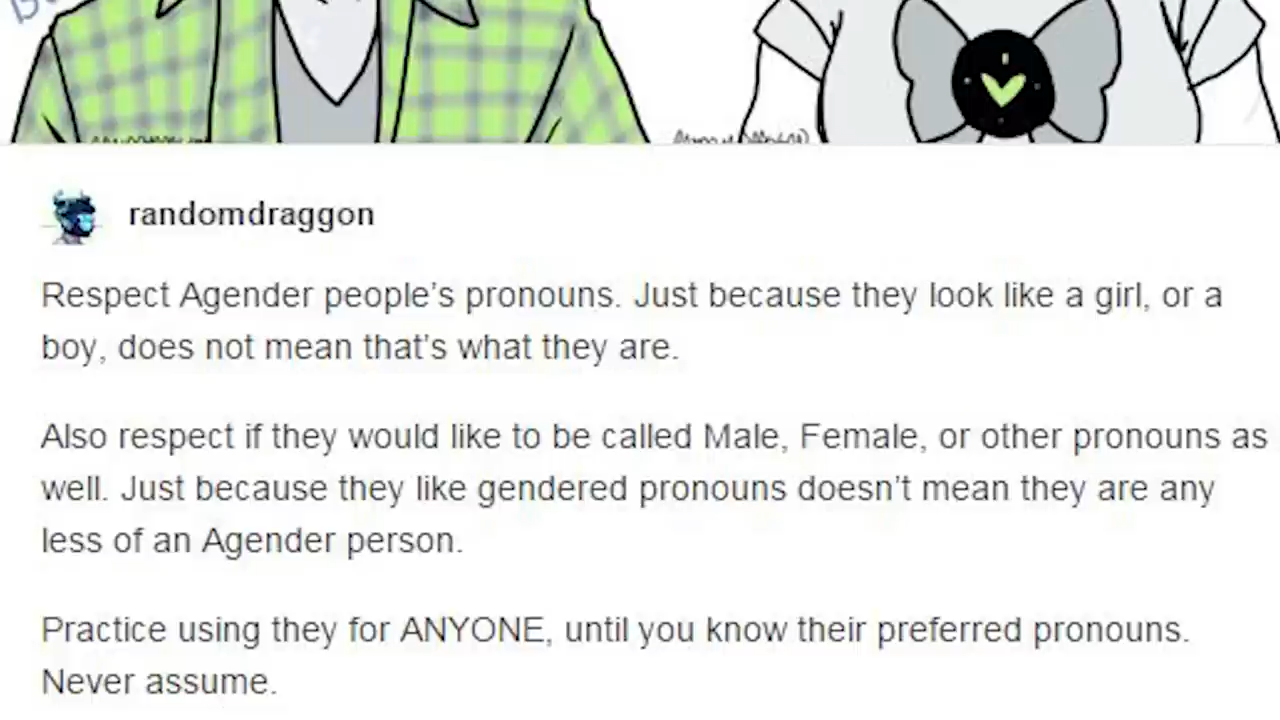 randomdraggon
Respect Agender people's pronouns. Just because they look like a girl, or a
boy, does not mean that's what they are.
Also respect if they would like to be called Male, Female, or other pronouns as
well. Just because they like gendered pronouns doesn't mean they are any
less of an Agender person.
Practice using they for ANYONE, until you know their preferred pronouns.
Never assume.